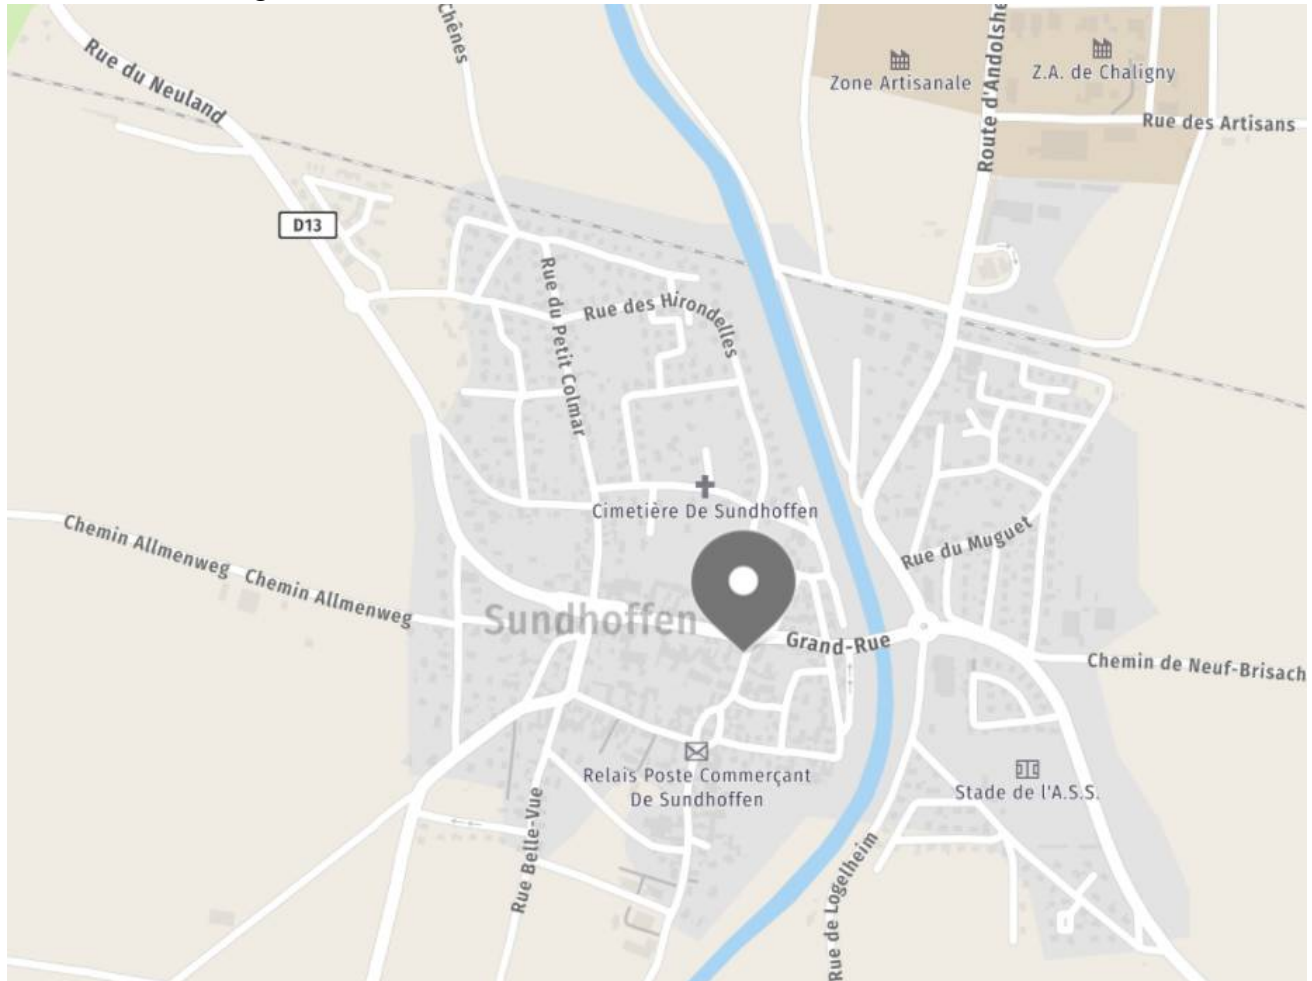 Chênes
Rue du Neuland
Route d'Andolshe
Zone Artisanale
Z.A. de Chaligny
Rue des Artisans
D13
Rue du Petit Colmar
Rue des Hirondelles
Cimetière De Sundhoffen
Chemin Allmenweg
Chemin Allmenweg
Rue du Muguet
Sundhoffen
Grand-Rue
Chemin de Neuf-Brisach
Relais Poste Commerçant
De Sundhoffen
Stade de l'A.S.S.
Rue Belle-Vue
Rue de Logelheim